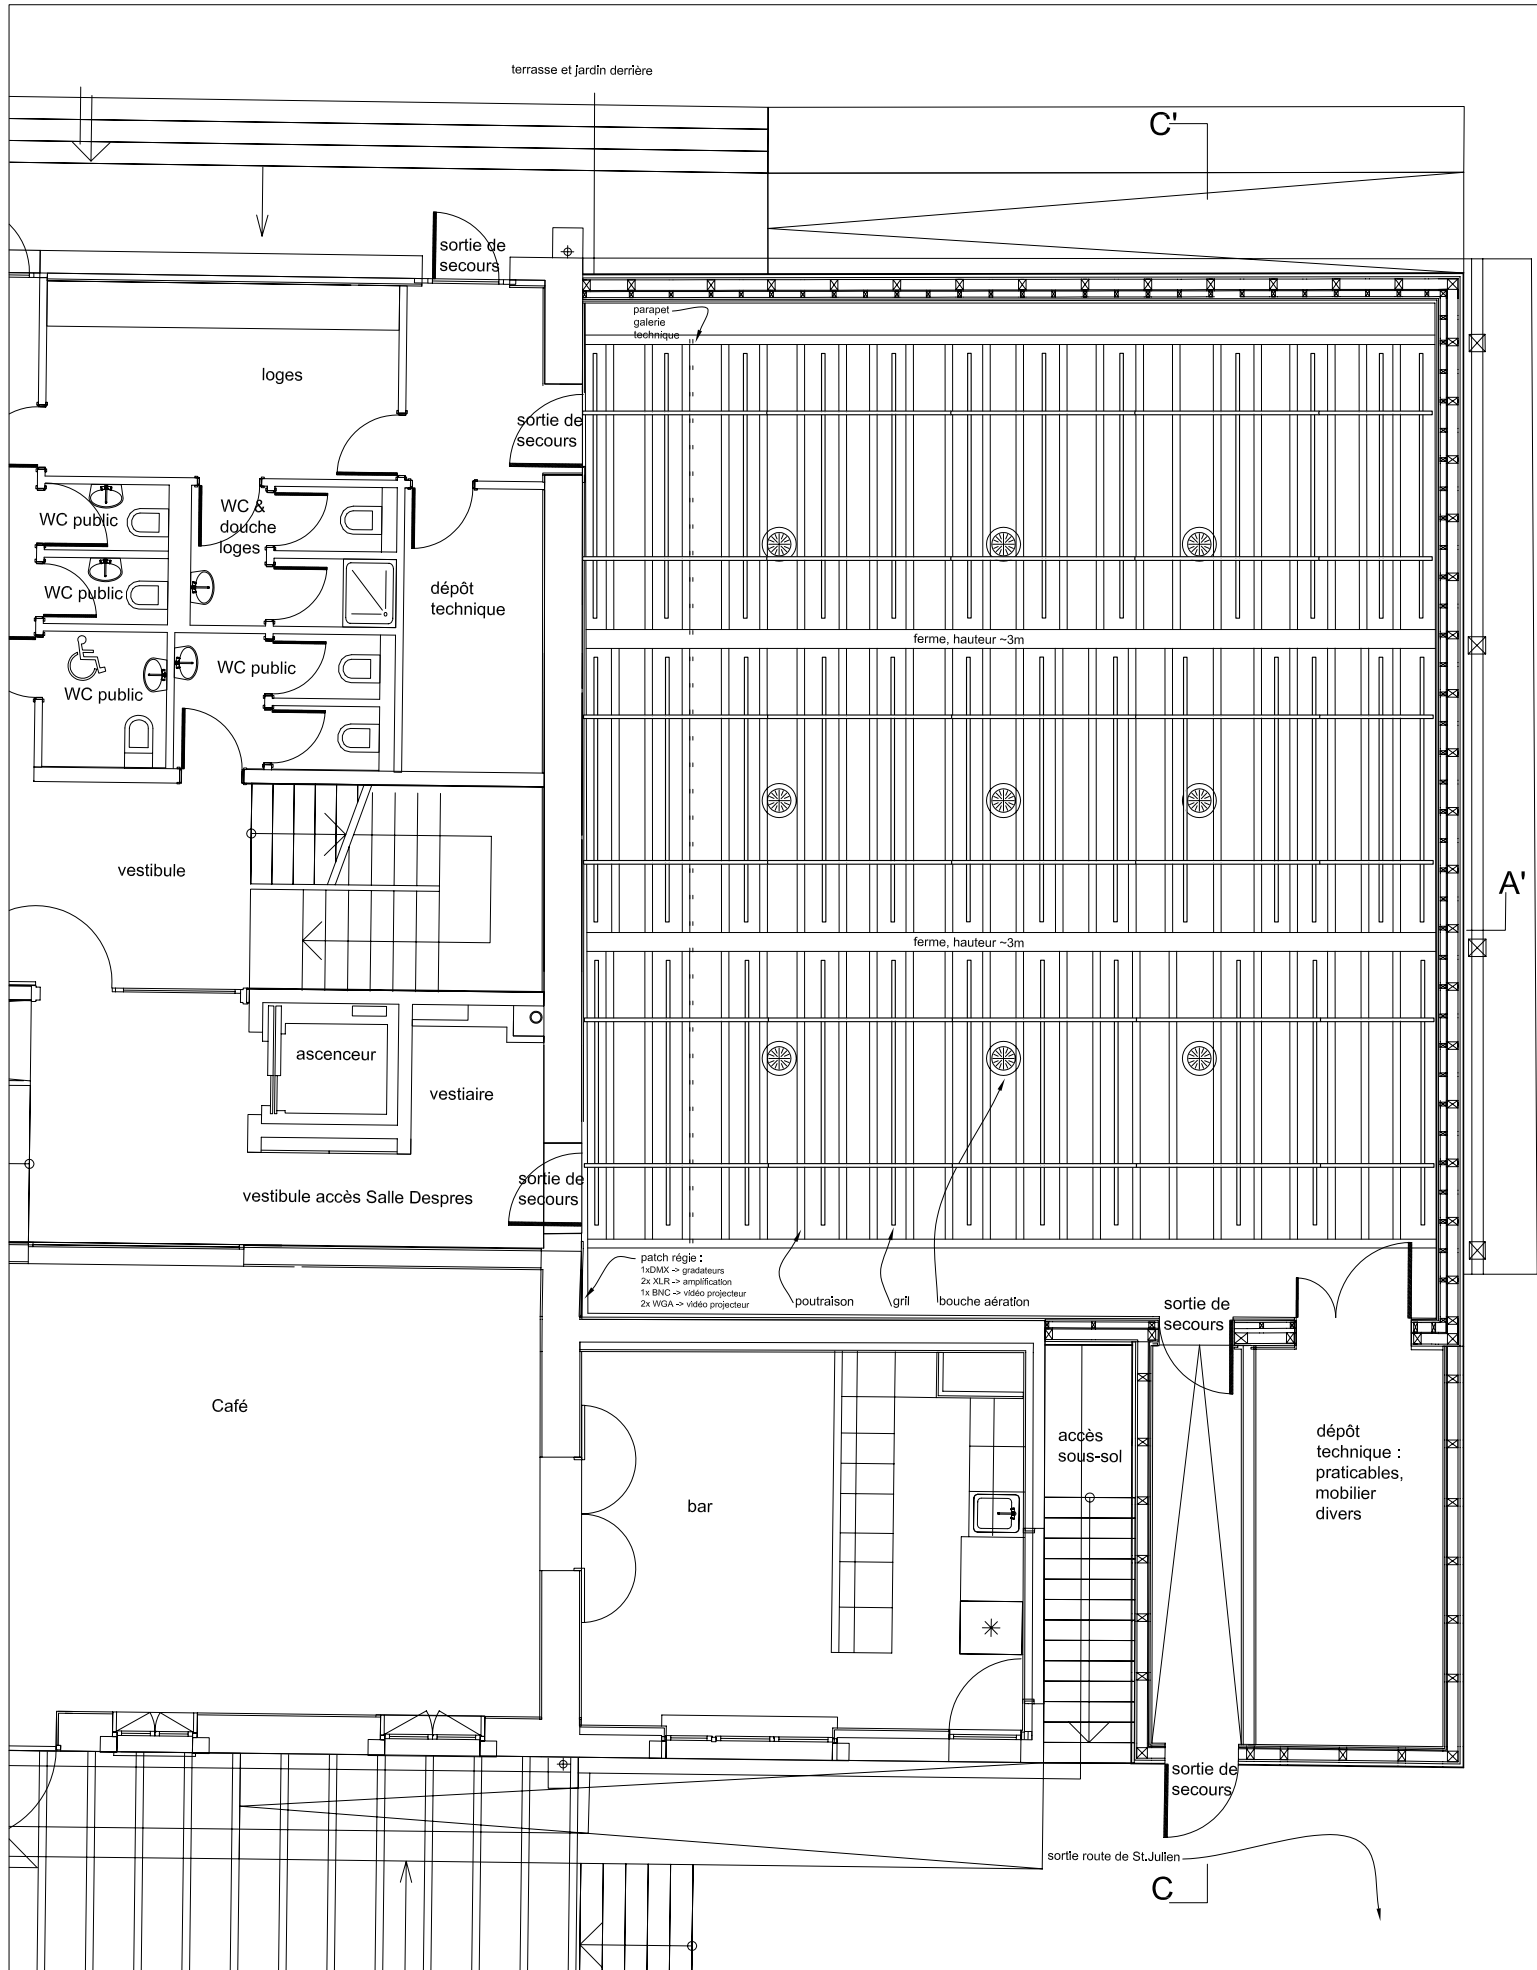 terrasse et jardin derrière
C'
sortie de
secours
parapet
galerie
technique
loges
sortie de
secours
WC public
WC &
douche
loges
WC public
dépôt
technique
ferme, hauteur ~3m
WC public
WC public
vestibule
A'
ferme, hauteur ~3m
ascenceur
vestiaire
sortie de
secours
vestibule accès Salle Despres
patch régie :
1xDMX -> gradateurs
2x XLR -> amplification
1x BNC -> vidéo projecteur
2x WGA -> vidéo projecteur
poutraison
gril
bouche aération
sortie de
secours
Café
accès
sous-sol
dépôt
technique :
praticables,
mobilier
divers
bar
sortie de
secours
sortie route de St.Julien
C